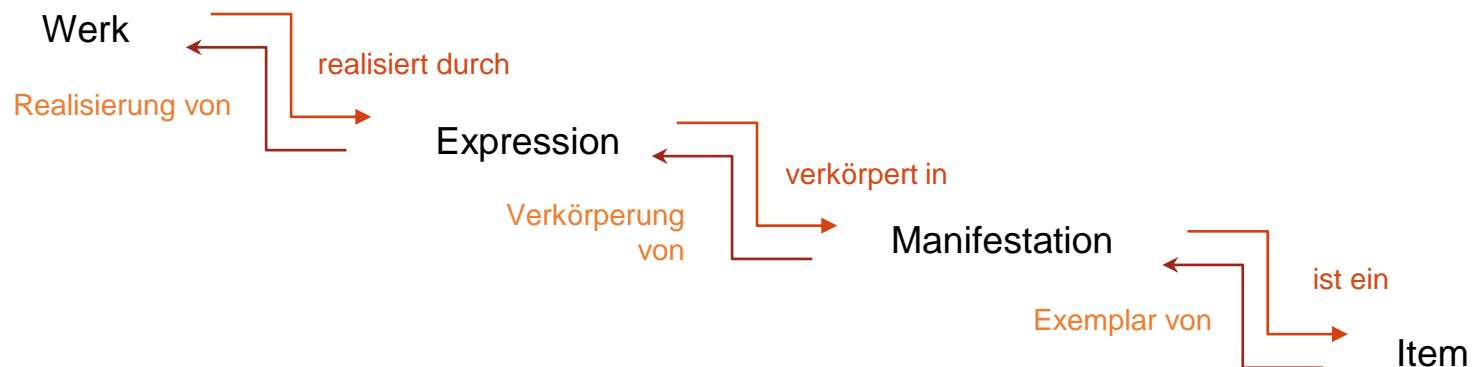 Werk
realisiert durch
Realisierung von
Expression
verkörpert in
Verkörperung
von
Manifestation
ist ein
Exemplar von
Item